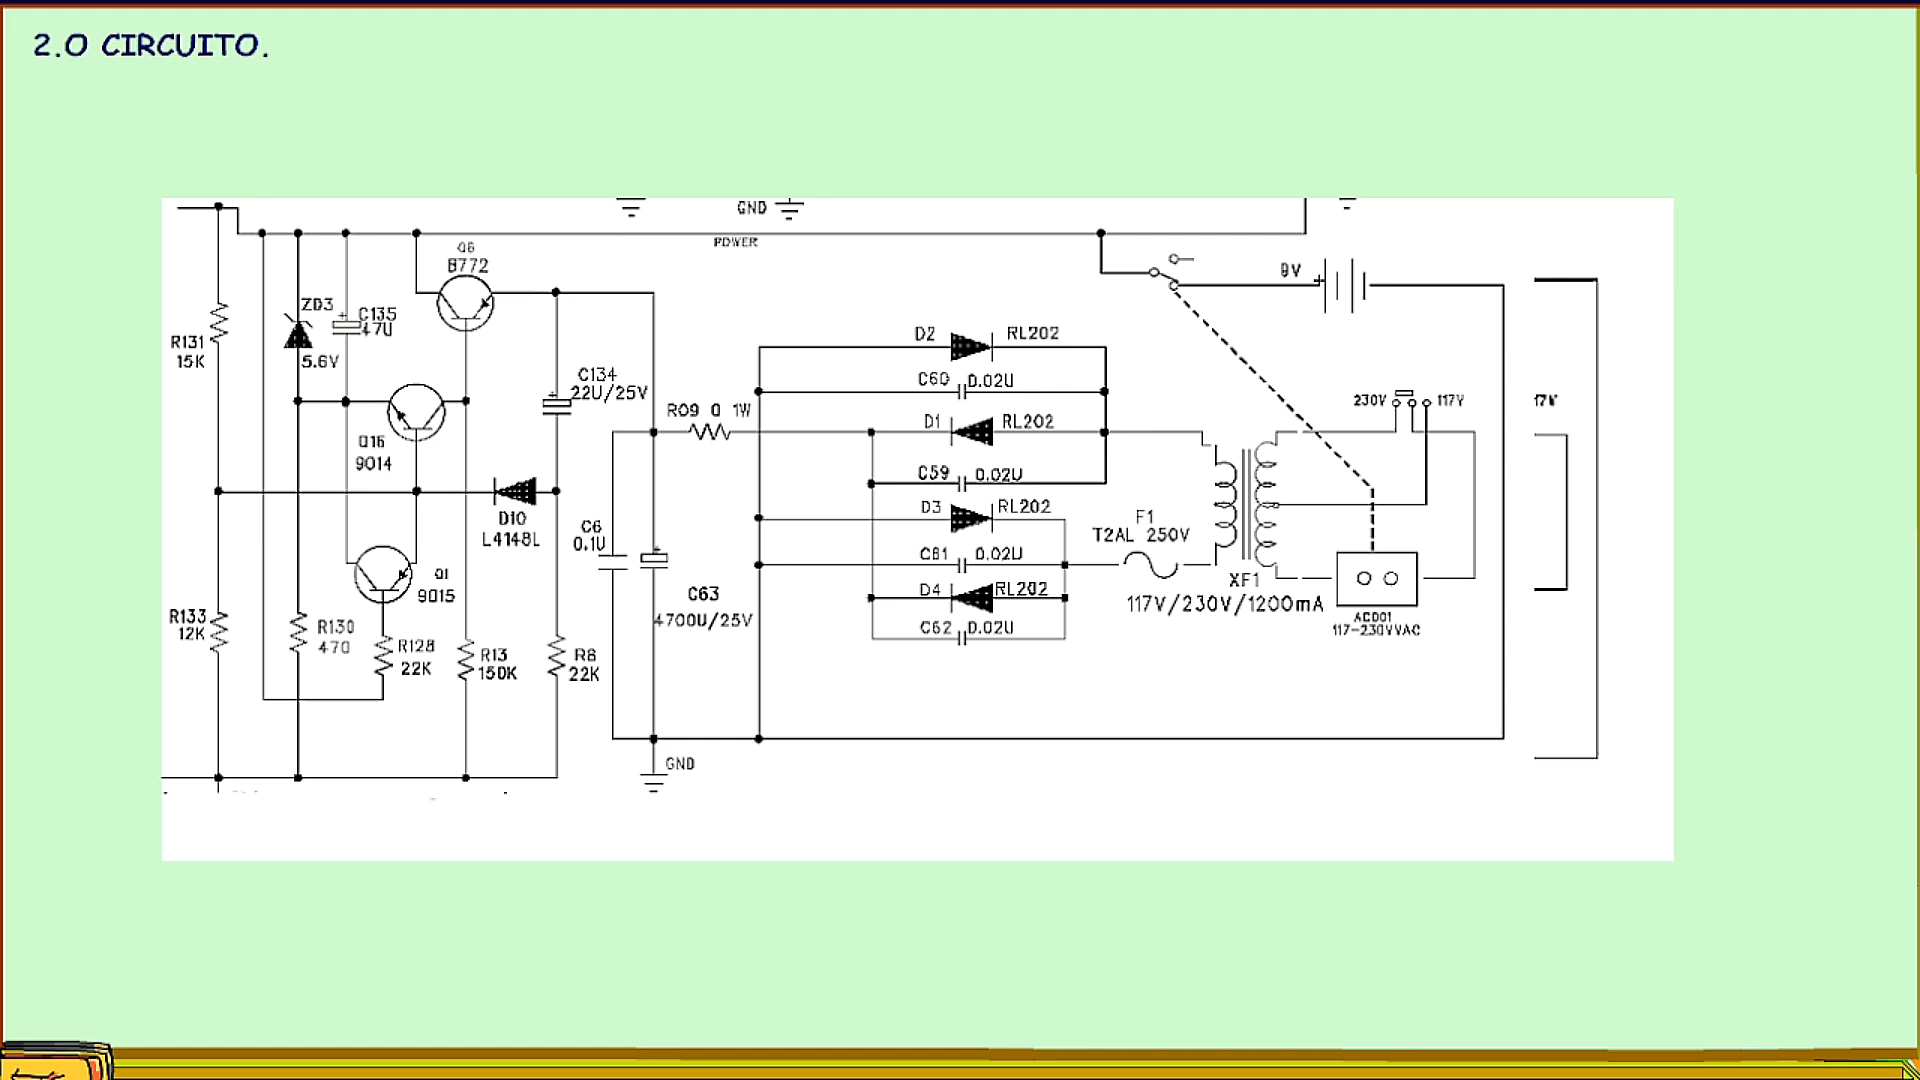 2.0 CIRCUITO.
GND
POWER
Q6
B772
9V
ZD3
C135
47U
R131
15K
5.6V
D2
RL202
C134
22U/25V
C60
0.02U
230V
117V
17V
R09 0 1W
D1
RL202
Q16
9014
C59
0.02U
D3
RL202
D10
L4148L
C6
0.1U
F1
T2AL 250V
C61
0.02U
Q1
9015
XF1
D4
RL202
C63
117V/230V/1200mA
4700U/25V
R133
12K
R130
470
C62
0.02U
AC001
117-230VVAC
R128
22K
R13
150K
R8
22K
GND